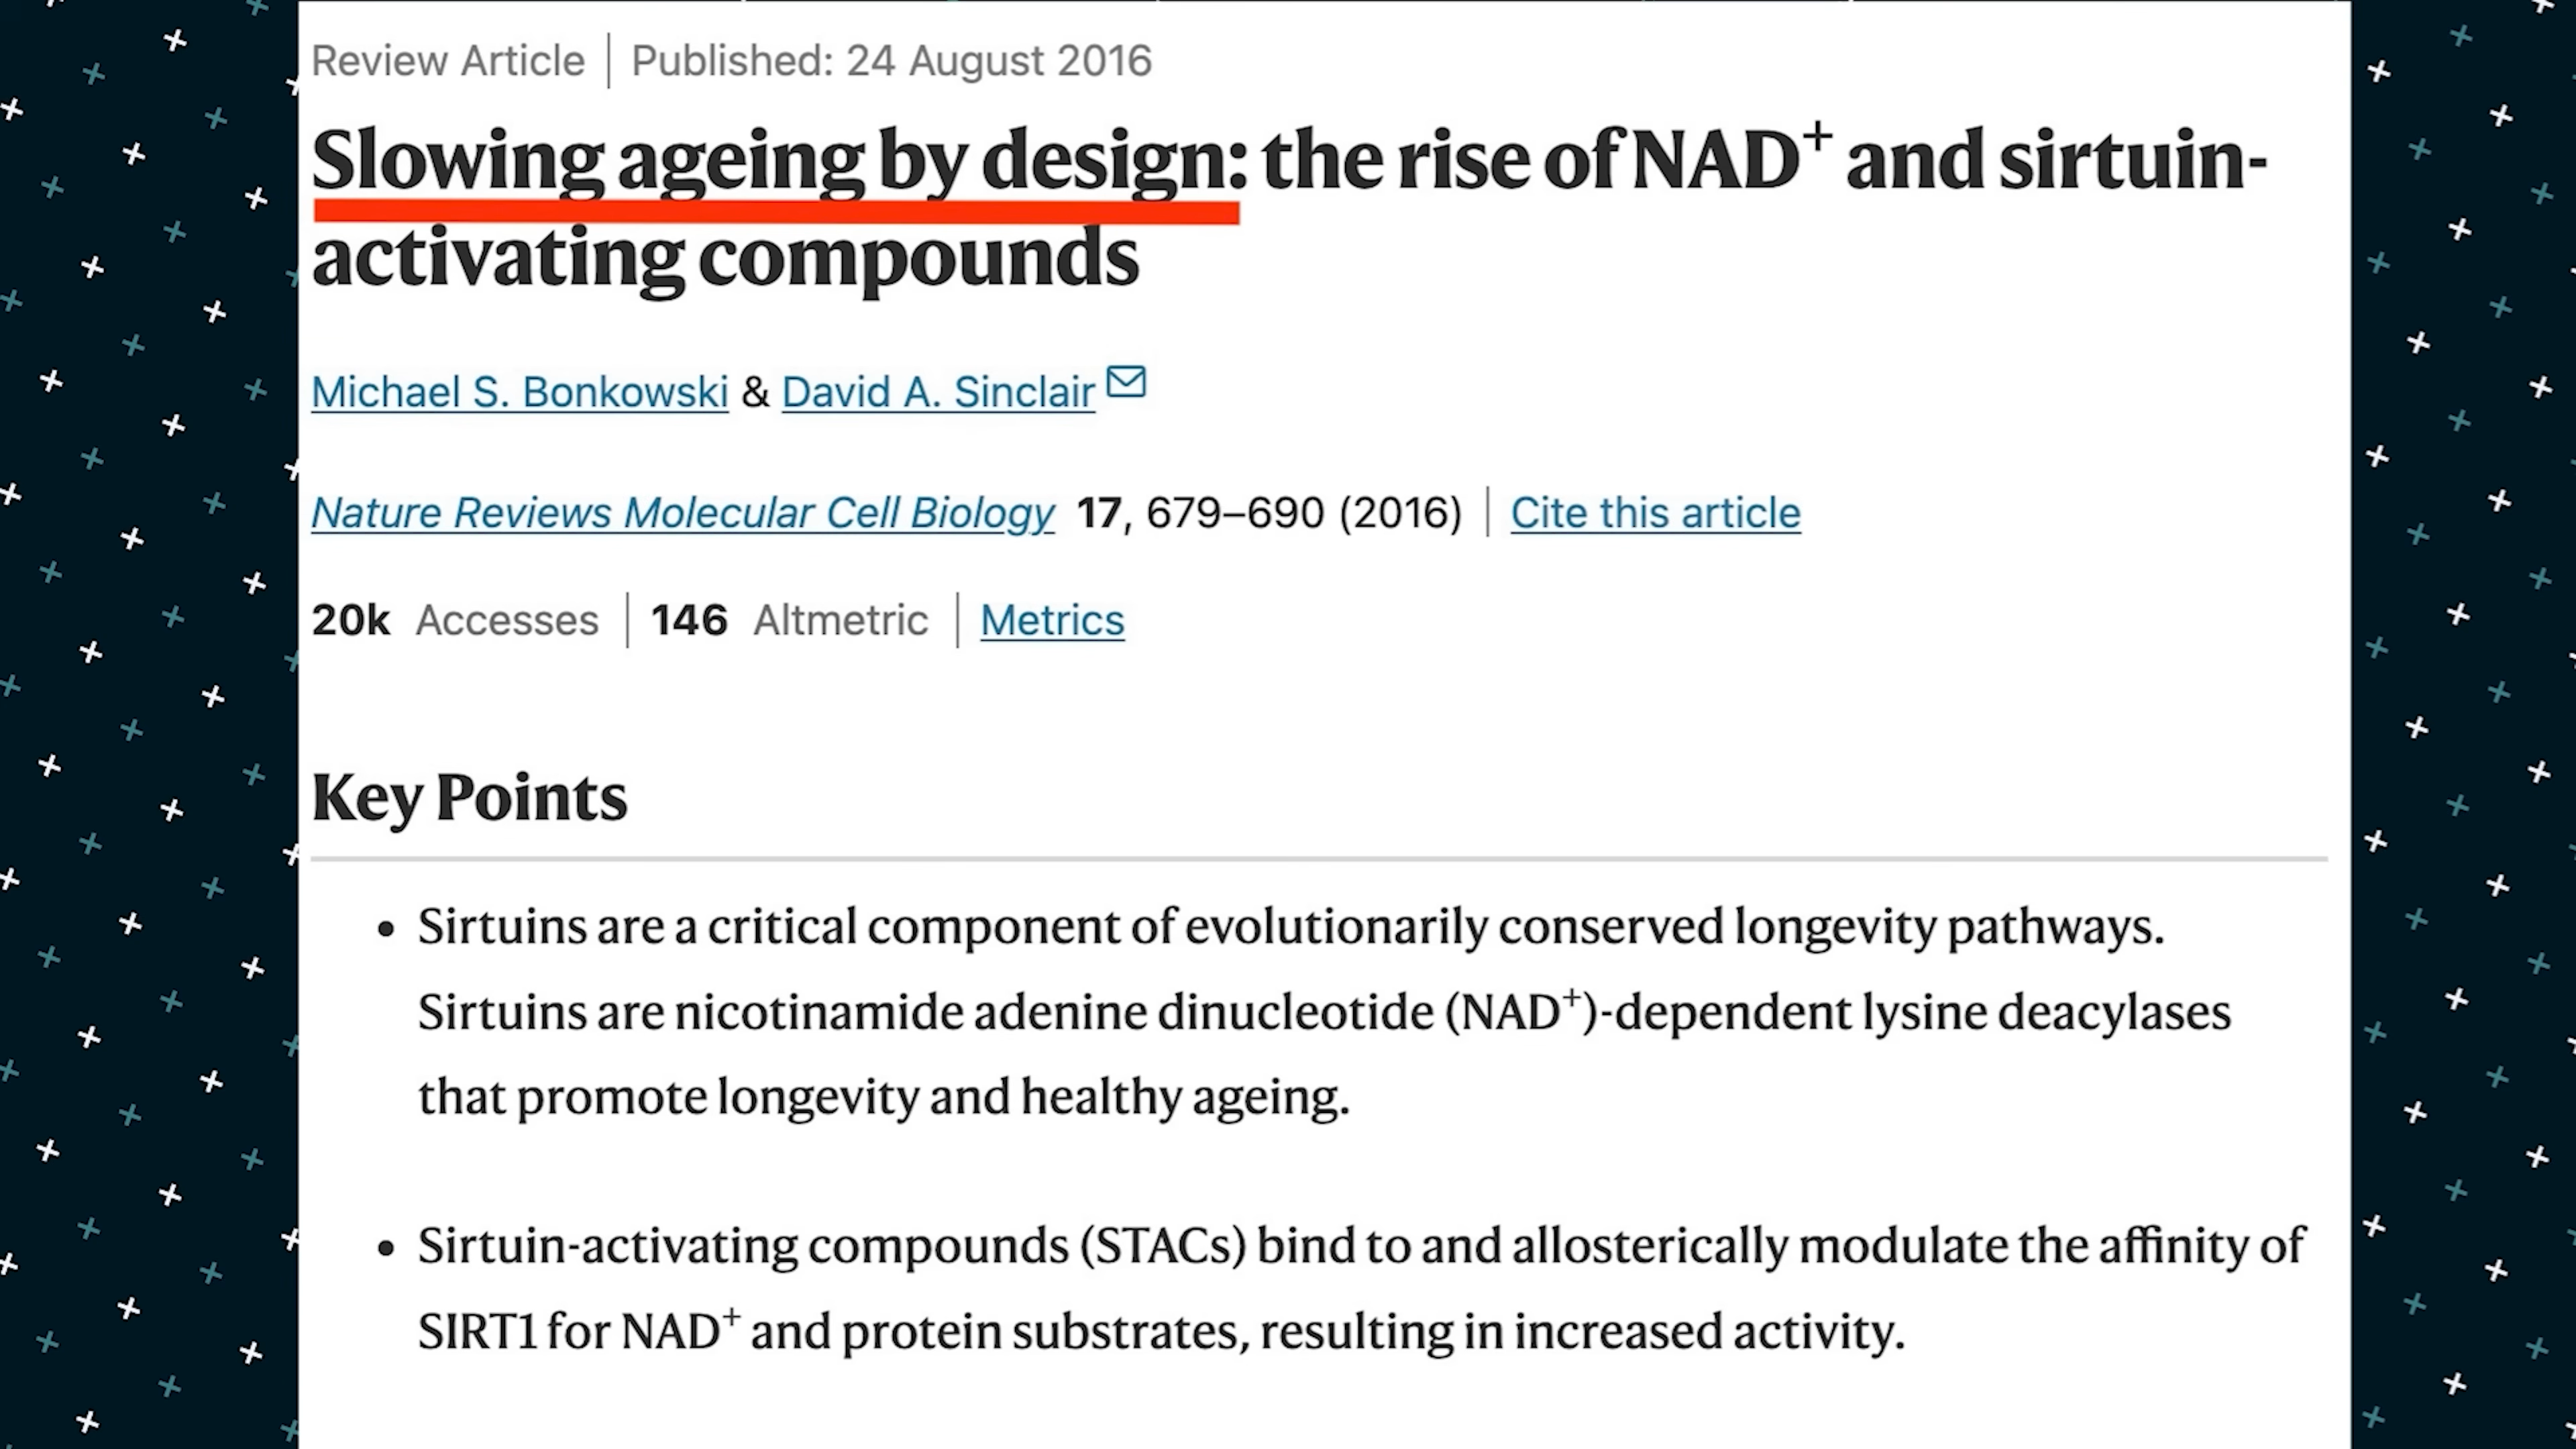 Review Article | Published: 24 August 2016
Slowing ageing by design: the rise of NAD⁺ and sirtuin-
activating compounds
Michael S. Bonkowski & David A. Sinclair
Nature Reviews Molecular Cell Biology 17, 679–690 (2016) | Cite this article
20k Accesses | 146 Altmetric | Metrics
Key Points
• Sirtuins are a critical component of evolutionarily conserved longevity pathways.
Sirtuins are nicotinamide adenine dinucleotide (NAD⁺)-dependent lysine deacylases
that promote longevity and healthy ageing.
• Sirtuin-activating compounds (STACs) bind to and allosterically modulate the affinity of
SIRT1 for NAD⁺ and protein substrates, resulting in increased activity.